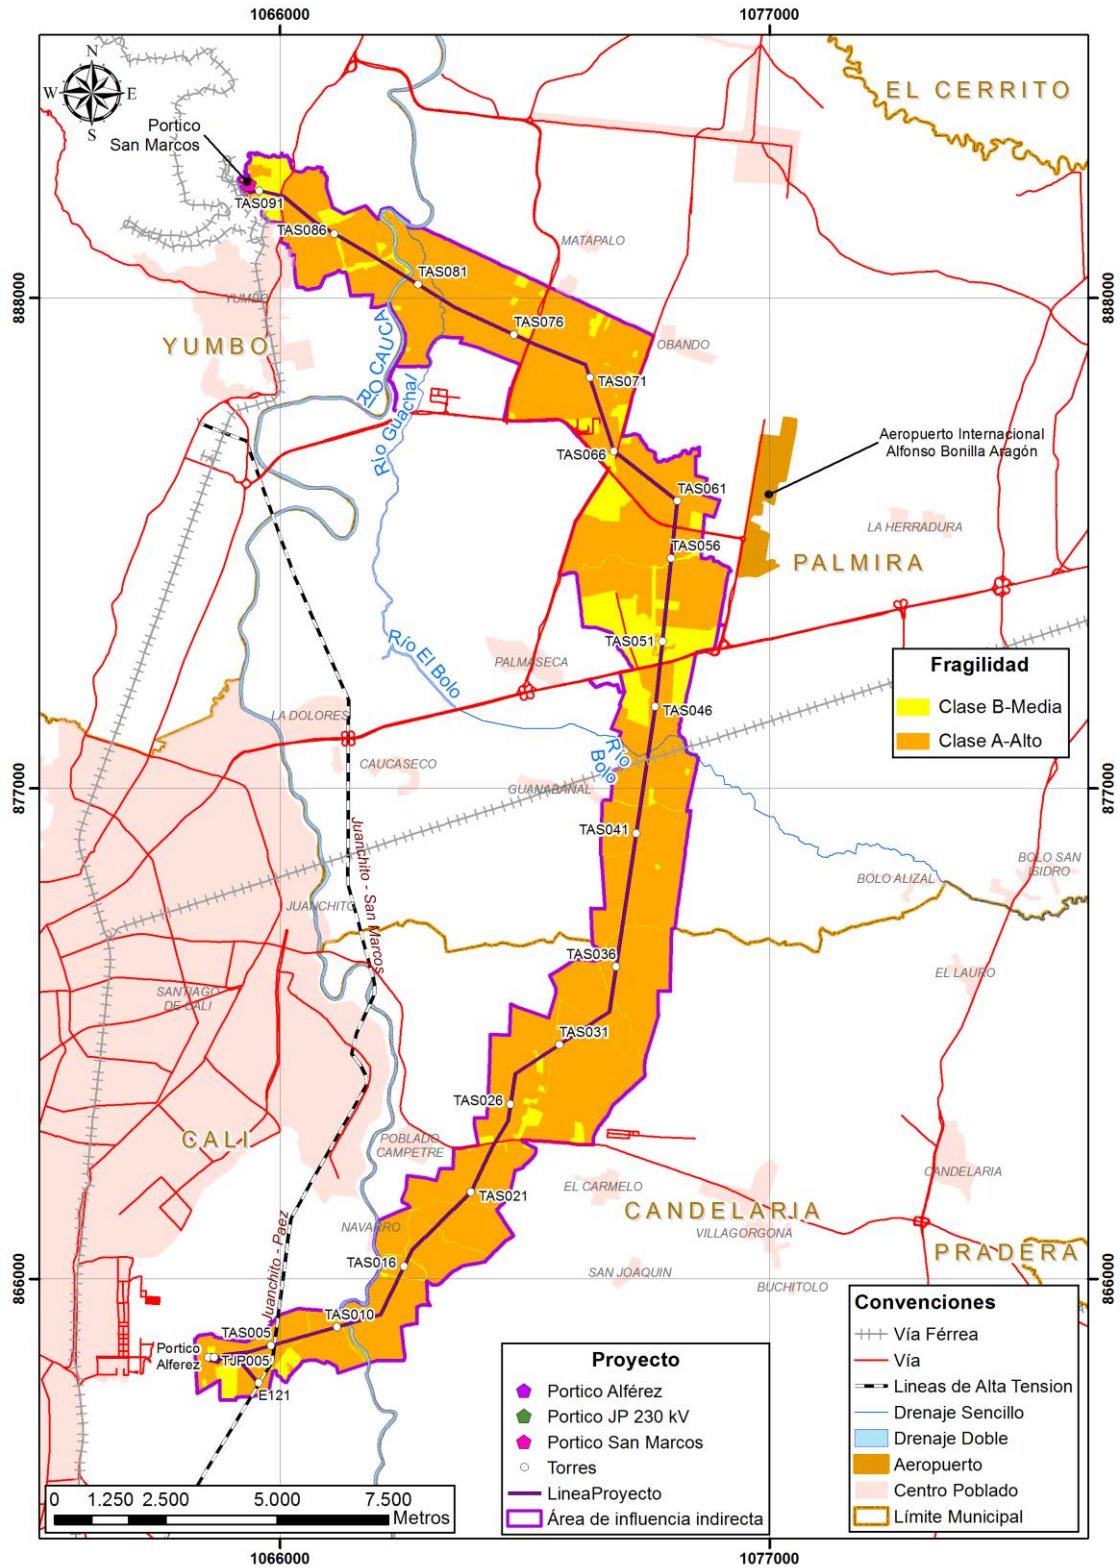 1066000
1077000
N
W
E
S
EL CERRITO
Portico
San Marcos
TAS091
TAS086
MATAPALO
TAS081
888000
888000
YUMBO
RÍO CAUCA
TAS076
YUMBO
OBANDO
TAS071
Río Guachal
Aeropuerto Internacional
Alfonso Bonilla Aragón
TAS066
TAS061
LA HERRADURA
TAS056
PALMIRA
TAS051
Río El Bolo
PALMASECA
Fragilidad
Clase B-Media
Clase A-Alto
LA DOLORES
TAS046
Río
Bolo
CAUCASECO
877000
877000
GUANABANAL
TAS041
Juanchito - San Marcos
BOLO SAN
ISIDRO
BOLO ALIZAL
JUANCHITO
TAS036
EL LAURO
SANTIAGO
DE CALI
TAS031
TAS026
CALI
POBLADO
CAMPETRE
CANDELARIA
TAS021
EL CARMELO
CANDELARIA
NAVARRO
VILLAGORGONA
Juanchito - Paez
PRADERA
TAS016
SAN JOAQUIN
BUCHITOLO
866000
866000
TAS010
TAS005
Portico
Alferez
TJP005
E121
Proyecto
Portico Alférez
Portico JP 230 kV
Portico San Marcos
Torres
LineaProyecto
Área de influencia indirecta
Convenciones
Vía Férrea
Vía
Lineas de Alta Tension
Drenaje Sencillo
Drenaje Doble
Aeropuerto
Centro Poblado
Límite Municipal
0 1.250 2.500 5.000 7.500
Metros
1066000
1077000